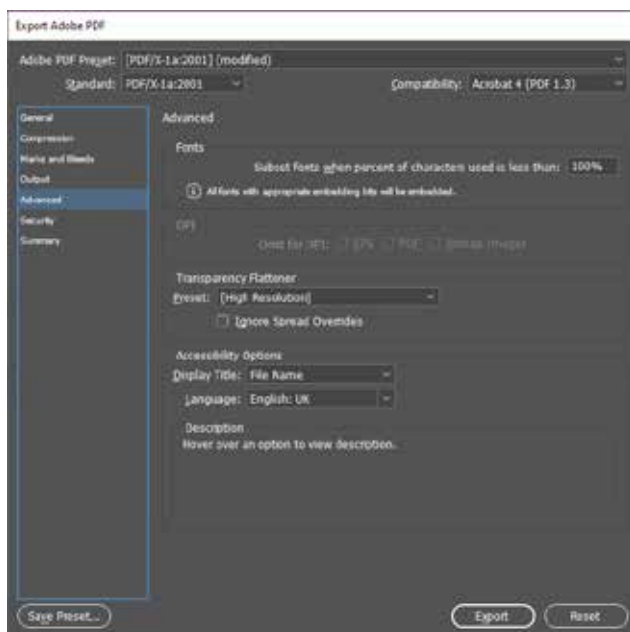 Export Adobe PDF
Adobe PDF Preset: [PDF/X-1a:2001] (modified)
Standard: PDF/X-1a:2001 Compatibility: Acrobat 4 (PDF 1.3)
General
Compression
Marks and Bleeds
Output
Advanced
Security
Summary
Advanced
Fonts
Subset fonts when percent of characters used is less than: 100%
All fonts with appropriate embedding bits will be embedded.
OPI
Omit for OPI: EPS PDF Bitmap Images
Transparency Flattener
Preset: [High Resolution]
Ignore Spread Overrides
Accessibility Options
Display Title: File Name
Language: English: UK
Description
Hover over an option to view description.
Save Preset... Export Reset